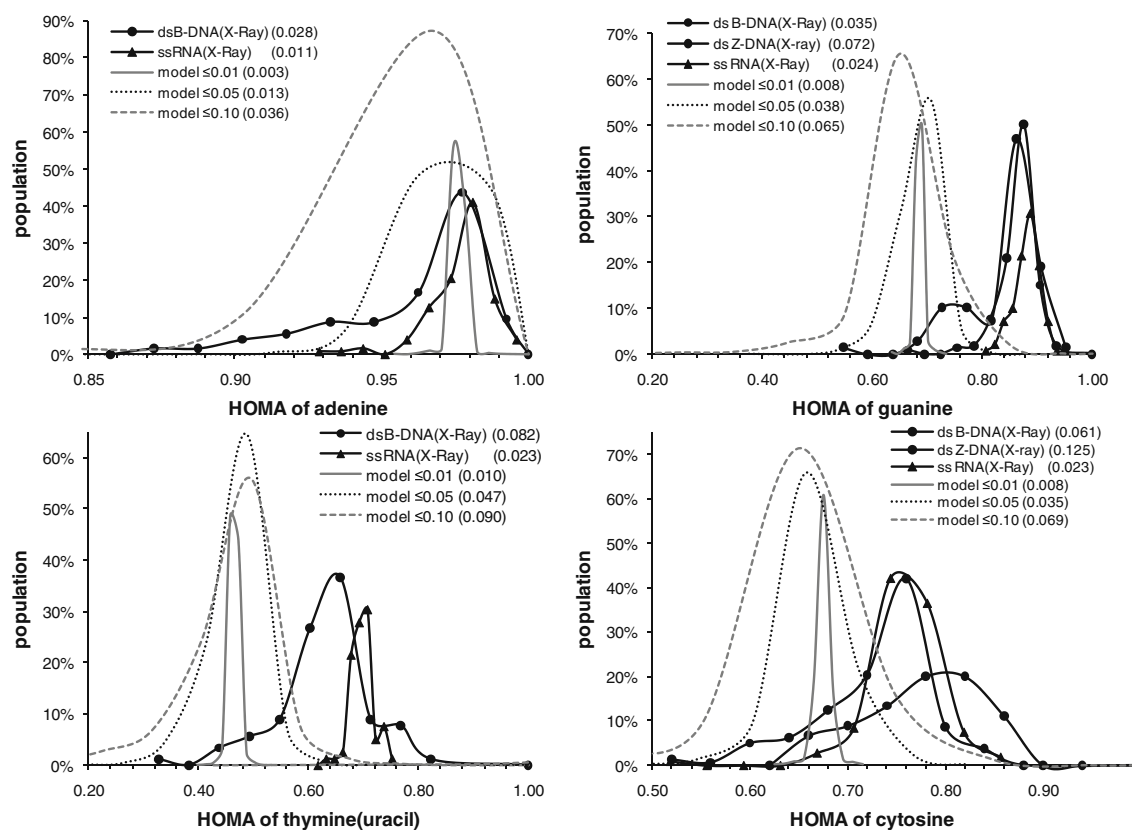 90%
80%
70%
60%
50%
40%
30%
20%
10%
0%
population
dsB-DNA(X-Ray) (0.028)
ssRNA(X-Ray) (0.011)
model ≤0.01 (0.003)
model ≤0.05 (0.013)
model ≤0.10 (0.036)
0.85 0.90 0.95 1.00
HOMA of adenine
70%
60%
50%
40%
30%
20%
10%
0%
population
dsB-DNA(X-Ray) (0.035)
dsZ-DNA(X-ray) (0.072)
ssRNA(X-Ray) (0.024)
model ≤0.01 (0.008)
model ≤0.05 (0.038)
model ≤0.10 (0.065)
0.20 0.40 0.60 0.80 1.00
HOMA of guanine
60%
50%
40%
30%
20%
10%
0%
population
dsB-DNA(X-Ray) (0.082)
ssRNA(X-Ray) (0.023)
model ≤0.01 (0.010)
model ≤0.05 (0.047)
model ≤0.10 (0.090)
0.20 0.40 0.60 0.80 1.00
HOMA of thymine(uracil)
70%
60%
50%
40%
30%
20%
10%
0%
population
dsB-DNA(X-Ray) (0.061)
dsZ-DNA(X-ray) (0.125)
ssRNA(X-Ray) (0.023)
model ≤0.01 (0.008)
model ≤0.05 (0.035)
model ≤0.10 (0.069)
0.50 0.60 0.70 0.80 0.90
HOMA of cytosine